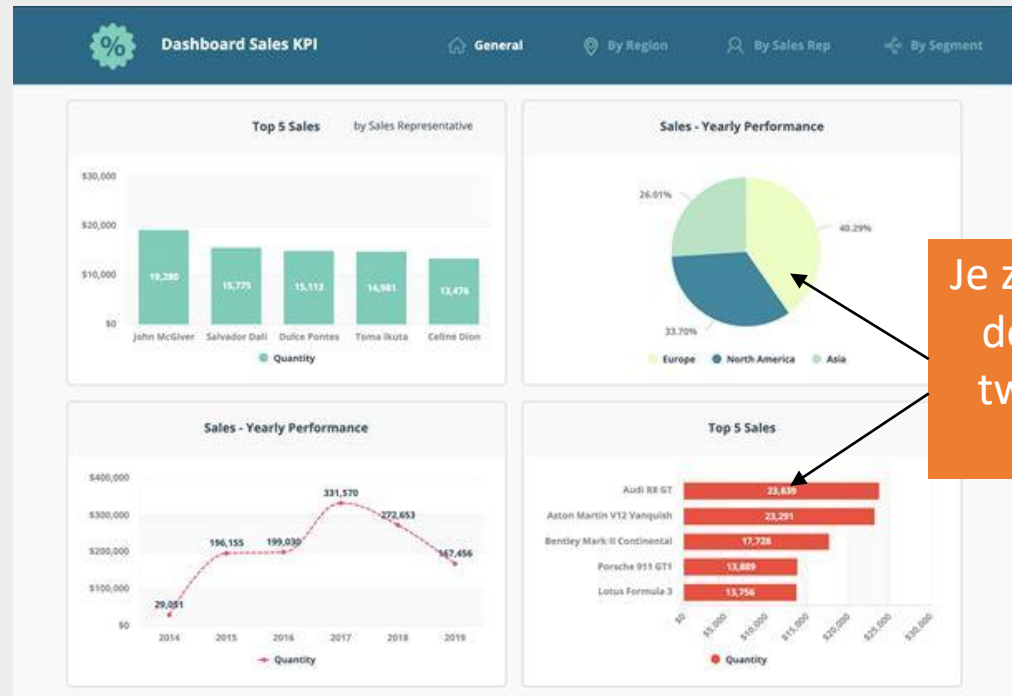 %
Dashboard Sales KPI
General
By Region
By Sales Rep
By Segment
Top 5 Sales by Sales Representative
$30,000
$20,000
$10,000
$0
19,280
15,775
15,113
14,981
13,476
John McGiver Salvador Dali Dulce Pontes Toma Ikuta Celine Dion
Quantity
Sales - Yearly Performance
26.01%
40.29%
33.70%
Europe North America Asia
Sales - Yearly Performance
$400,000
$300,000
$200,000
$100,000
$0
29,051
196,155
199,030
331,570
272,653
167,456
2014 2015 2016 2017 2018 2019
Quantity
Top 5 Sales
Audi R8 GT 23,839
Aston Martin V12 Vanquish 23,291
Bentley Mark II Continental 17,728
Porsche 911 GT1 13,889
Lotus Formula 3 13,756
$0 $5,000 $10,000 $15,000 $20,000 $25,000 $30,000
Quantity
Je